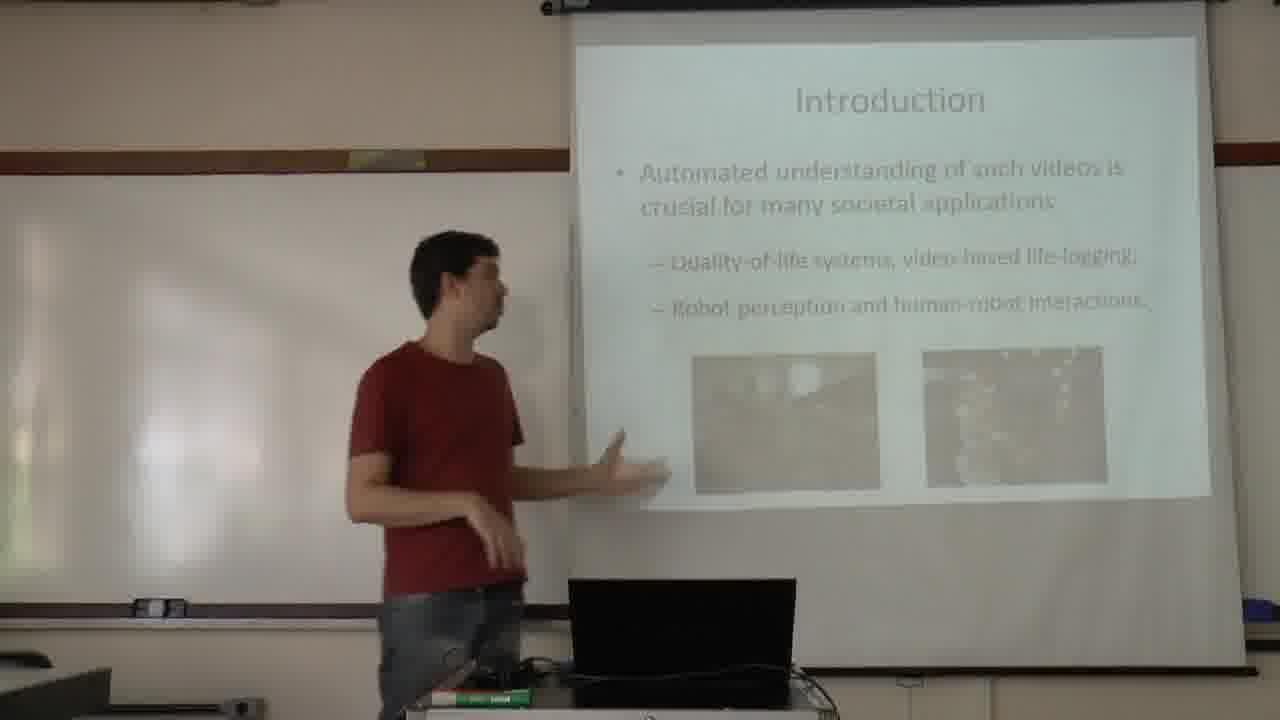 Introduction
• Automated understanding of such videos is
crucial for many societal applications
– Quality-of-life systems, video-based life-logging,
– Robot perception and human-robot interactions.